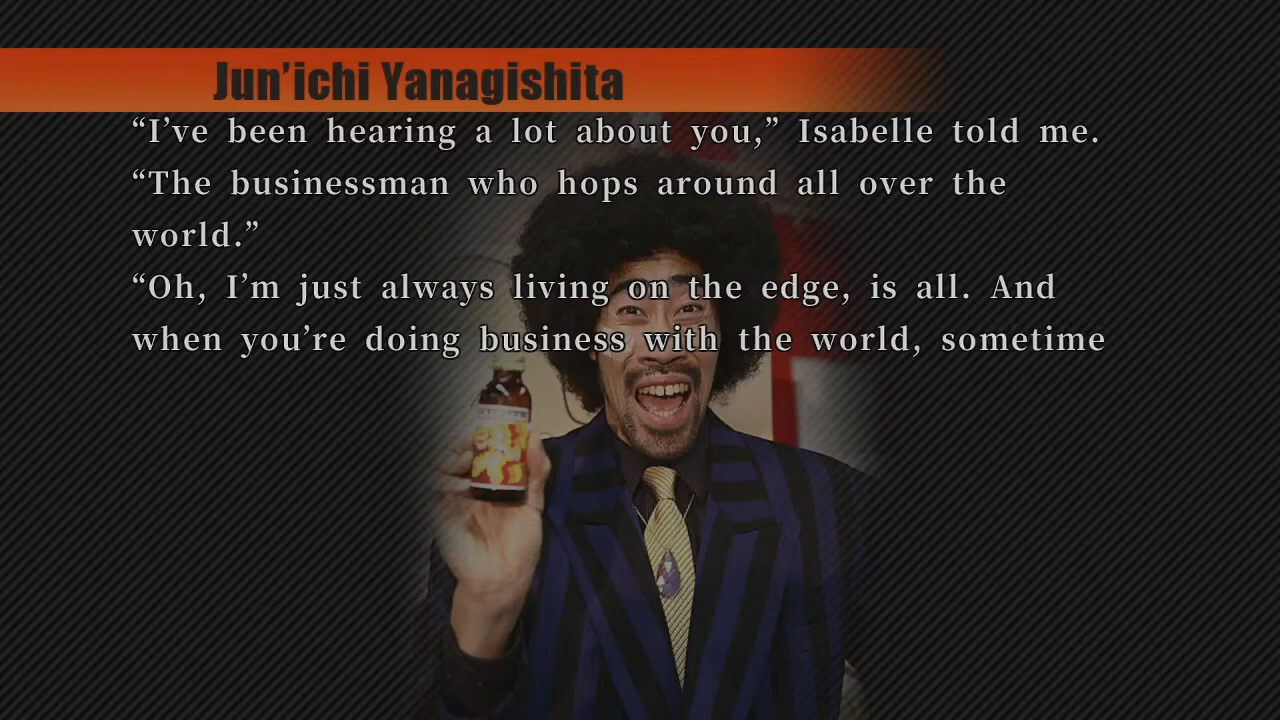 Jun’ichi Yanagishita
“I’ve been hearing a lot about you,” Isabelle told me.
“The businessman who hops around all over the
world.”
“Oh, I’m just always living on the edge, is all. And
when you’re doing business with the world, sometime